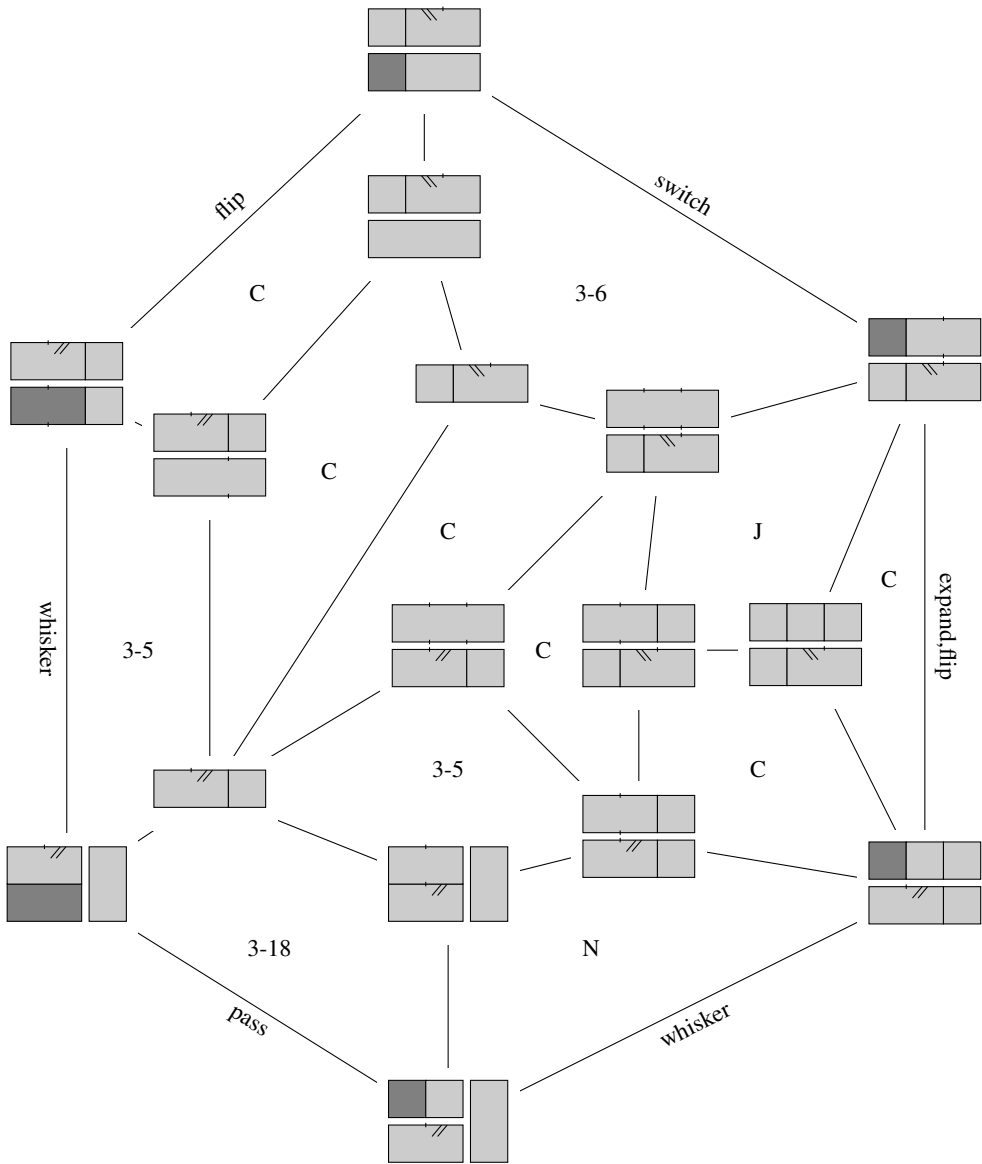 flip
switch
C
3-6
C
C
J
C
whisker
3-5
C
expand,flip
3-5
C
3-18
N
pass
whisker